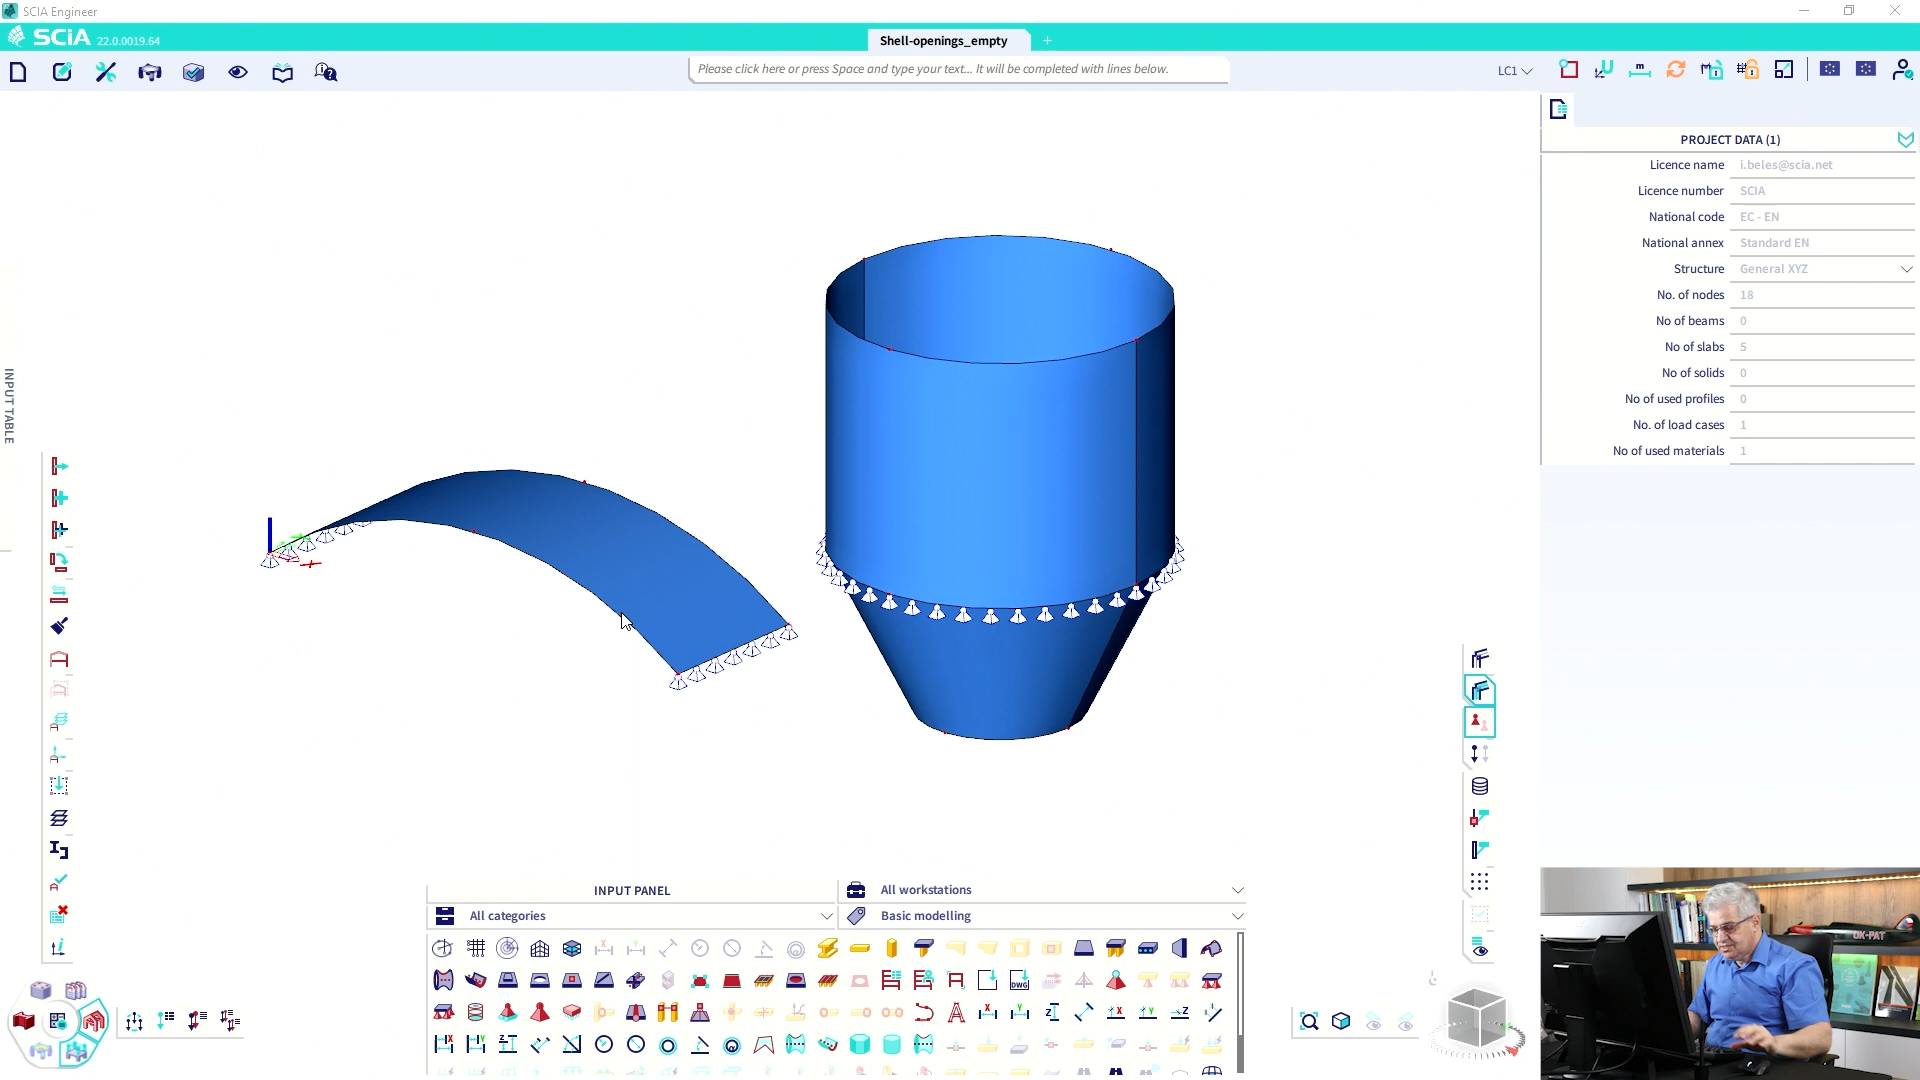 SCIA Engineer
SCiA 22.0.0019.64
Shell-openings_empty
Please click here or press Space and type your text... It will be completed with lines below.
LC1
PROJECT DATA (1)
Licence name i.beles@scia.net
Licence number SCIA
National code EC - EN
National annex Standard EN
Structure General XYZ
No. of nodes 18
No of beams 0
No of slabs 5
No of solids 0
No of used profiles 0
No. of load cases 1
No of used materials 1
INPUT TABLE
INPUT PANEL
All workstations
All categories
Basic modelling
DWG
OK-PAT